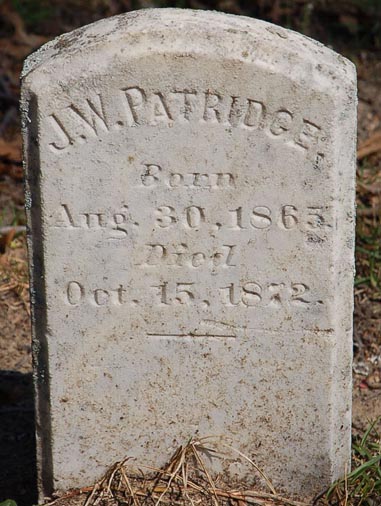 J.W. PATRIDGE.
Born
Aug. 30, 1865.
Died
Oct. 15, 1872.